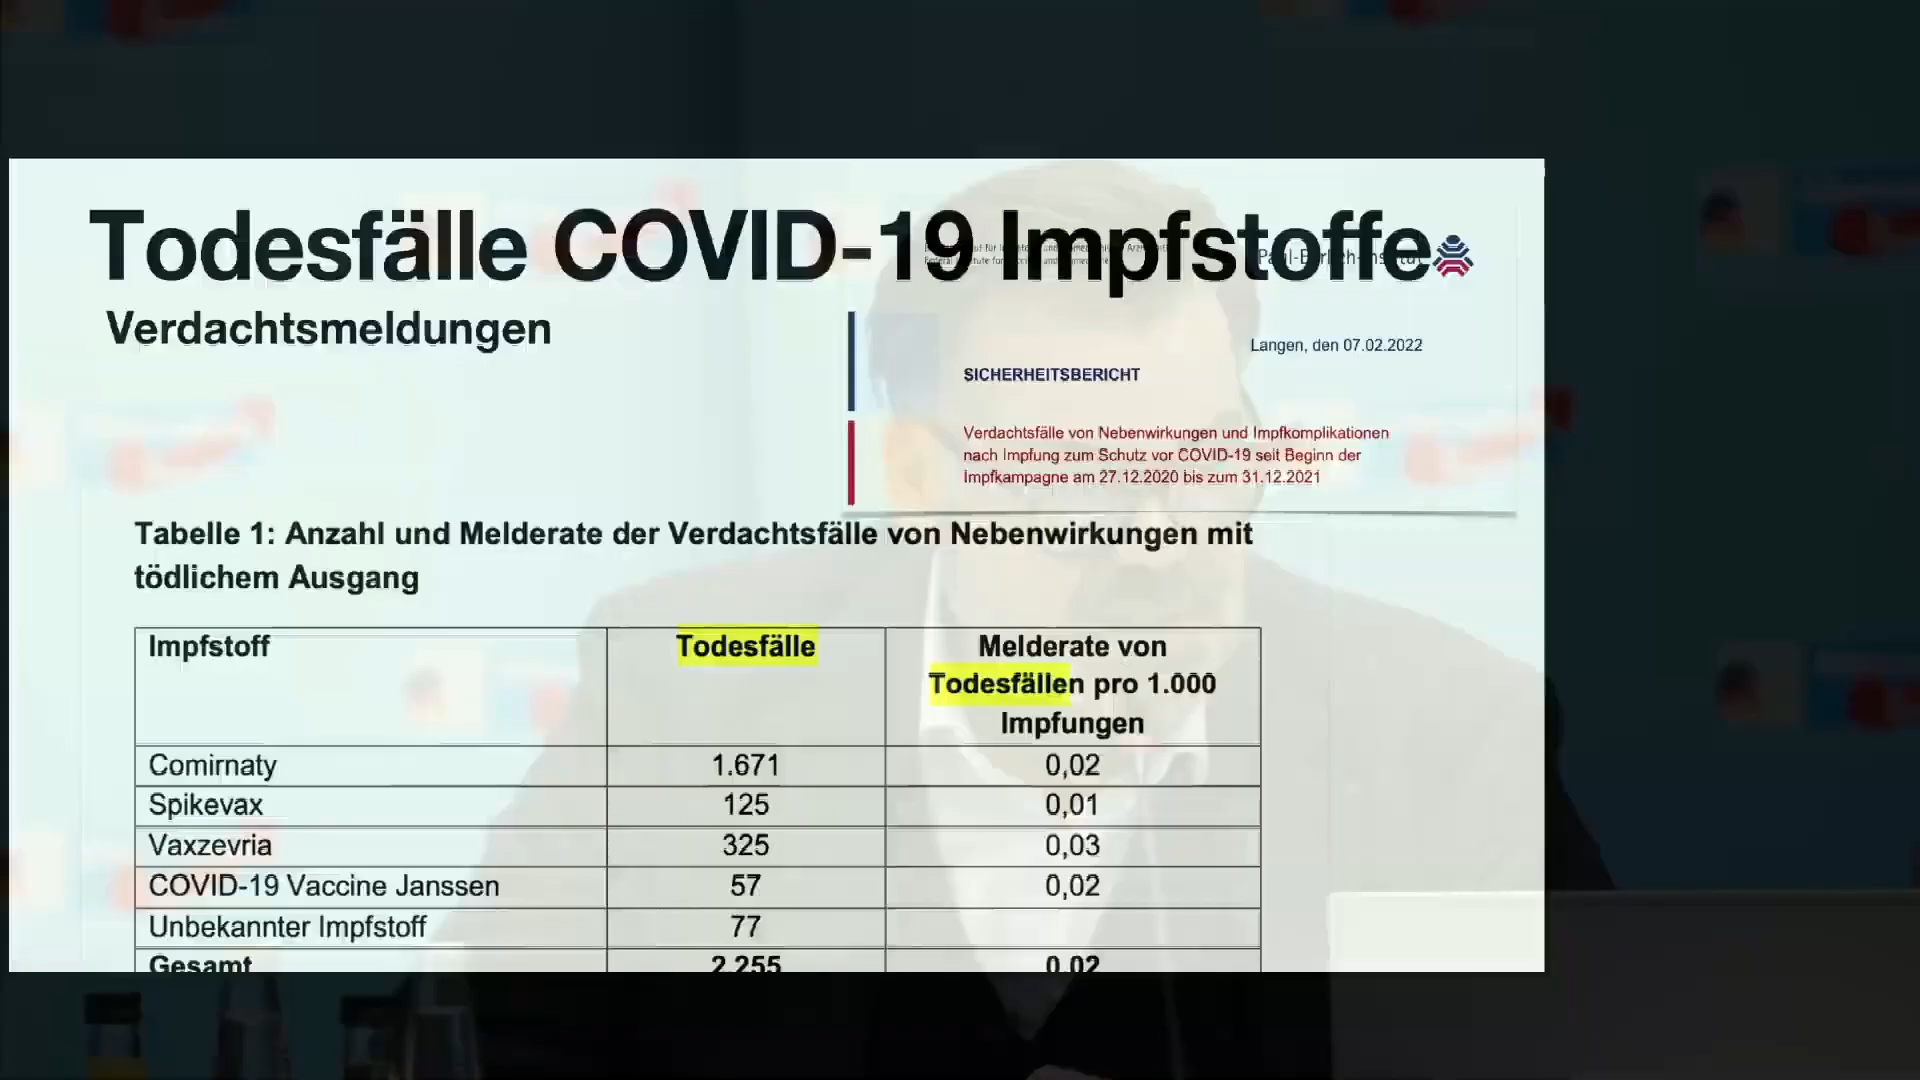 Todesfälle COVID-19 Impfstoffe
Verdachtsmeldungen
Langen, den 07.02.2022
SICHERHEITSBERICHT
Verdachtsfälle von Nebenwirkungen und Impfkomplikationen
nach Impfung zum Schutz vor COVID-19 seit Beginn der
Impfkampagne am 27.12.2020 bis zum 31.12.2021
Tabelle 1: Anzahl und Melderate der Verdachtsfälle von Nebenwirkungen mit
tödlichem Ausgang
Impfstoff Todesfälle Melderate von
Todesfällen pro 1.000
Impfungen
Comirnaty 1.671 0,02
Spikevax 125 0,01
Vaxzevria 325 0,03
COVID-19 Vaccine Janssen 57 0,02
Unbekannter Impfstoff 77
Gesamt 2.255 0,02